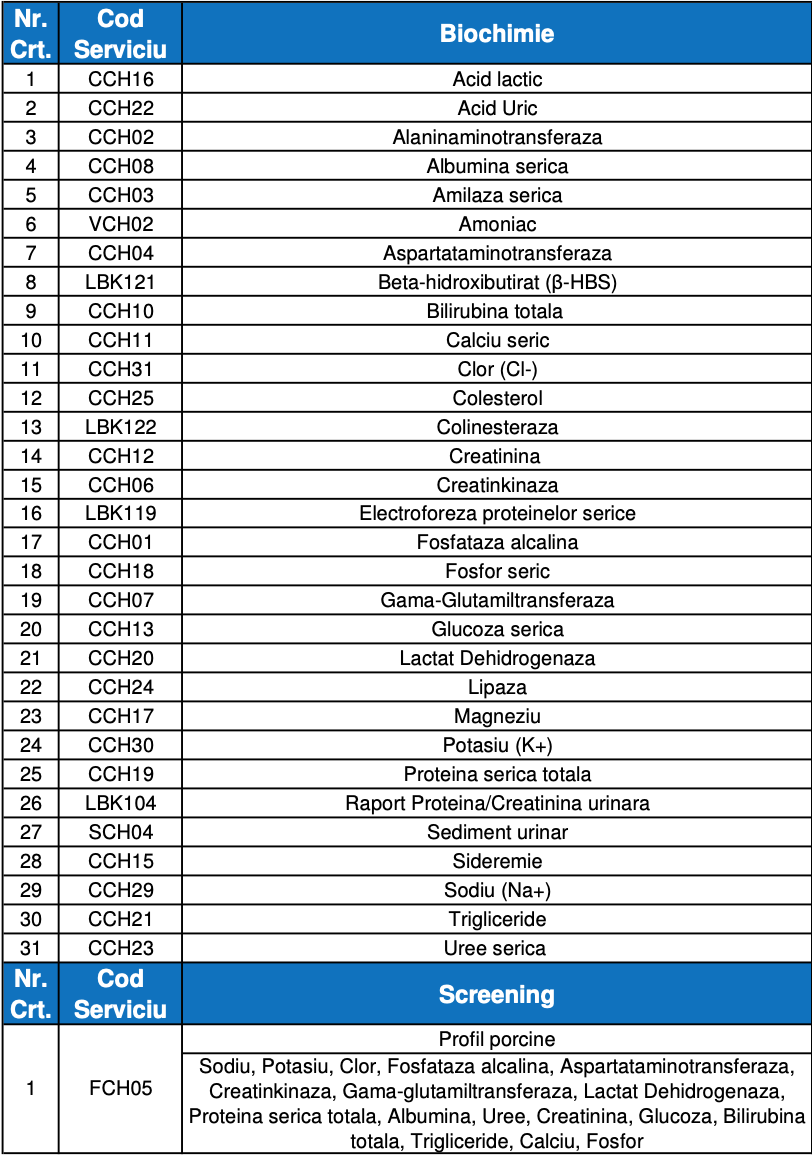 Nr. Crt. Cod Serviciu Biochimie
1 CCH16 Acid lactic
2 CCH22 Acid Uric
3 CCH02 Alaninaminotransferaza
4 CCH08 Albumina serica
5 CCH03 Amilaza serica
6 VCH02 Amoniac
7 CCH04 Aspartataminotransferaza
8 LBK121 Beta-hidroxibutirat (β-HBS)
9 CCH10 Bilirubina totala
10 CCH11 Calciu seric
11 CCH31 Clor (Cl-)
12 CCH25 Colesterol
13 LBK122 Colinesteraza
14 CCH12 Creatinina
15 CCH06 Creatinkinaza
16 LBK119 Electroforeza proteinelor serice
17 CCH01 Fosfataza alcalina
18 CCH18 Fosfor seric
19 CCH07 Gama-Glutamiltransferaza
20 CCH13 Glucoza serica
21 CCH20 Lactat Dehidrogenaza
22 CCH24 Lipaza
23 CCH17 Magneziu
24 CCH30 Potasiu (K+)
25 CCH19 Proteina serica totala
26 LBK104 Raport Proteina/Creatinina urinara
27 SCH04 Sediment urinar
28 CCH15 Sideremie
29 CCH29 Sodiu (Na+)
30 CCH21 Trigliceride
31 CCH23 Uree serica
Nr. Crt. Cod Serviciu Screening
1 FCH05 Profil porcine
Sodiu, Potasiu, Clor, Fosfataza alcalina, Aspartataminotransferaza,
Creatinkinaza, Gama-glutamiltransferaza, Lactat Dehidrogenaza,
Proteina serica totala, Albumina, Uree, Creatinina, Glucoza, Bilirubina
totala, Trigliceride, Calciu, Fosfor